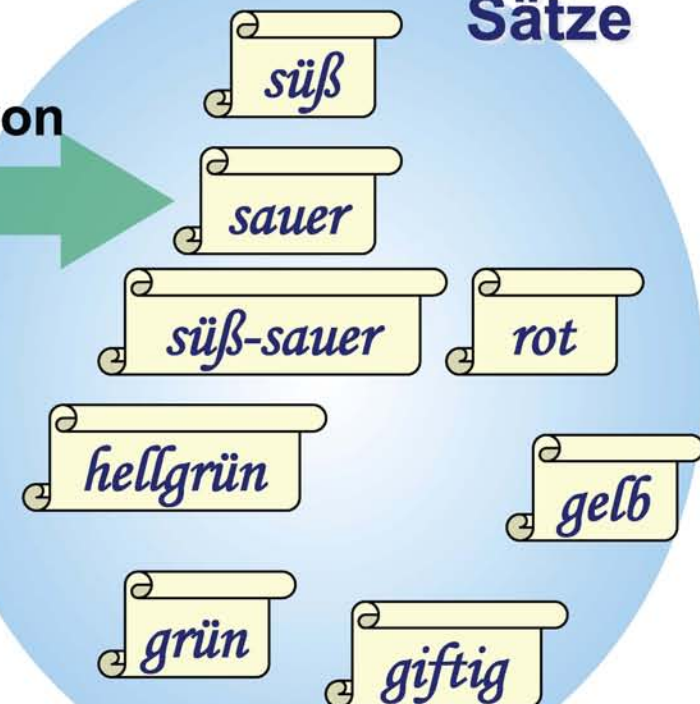 Sätze
süß
on
sauer
süß-sauer
rot
hellgrün
gelb
grün
giftig